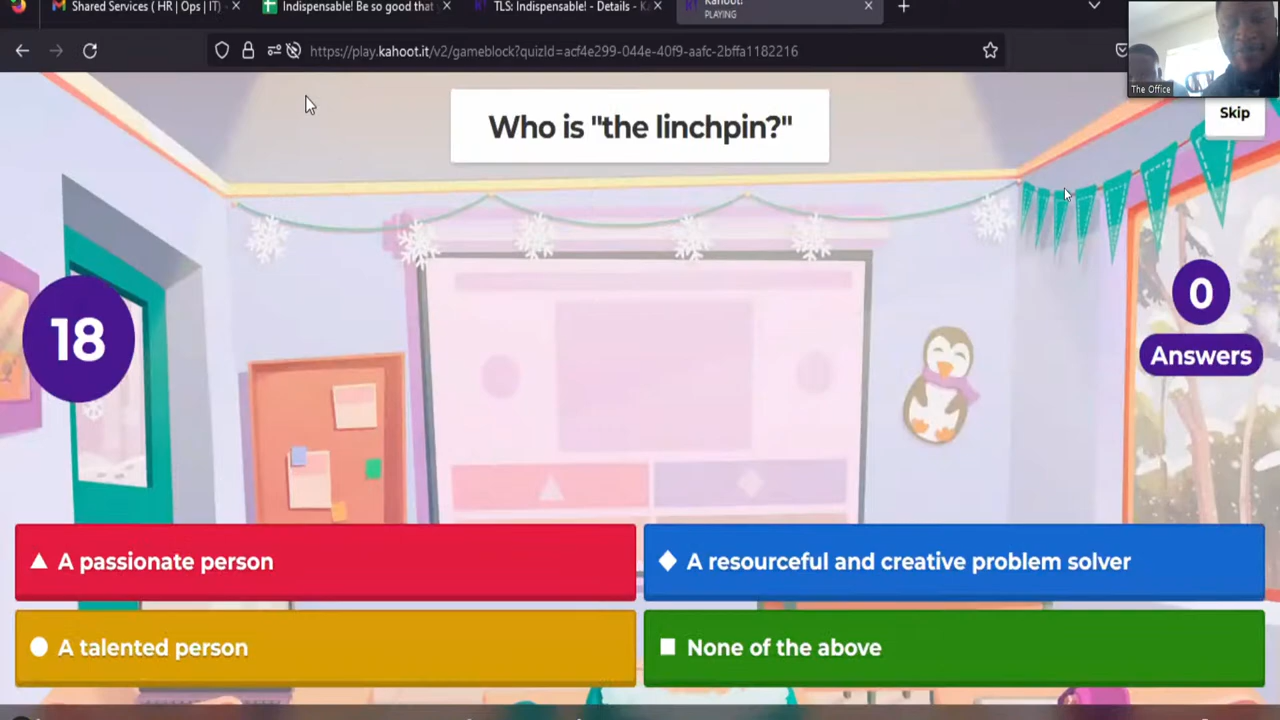 Shared Services ( HR | Ops | IT)
Indispensable! Be so good that
TLS: Indispensable! - Details - K
PLAYING
https://play.kahoot.it/v2/gameblock?quizId=acf4e299-044e-40f9-aafc-2bffa1182216
The Office
Skip
Who is "the linchpin?"
18
0
Answers
A passionate person
A resourceful and creative problem solver
A talented person
None of the above